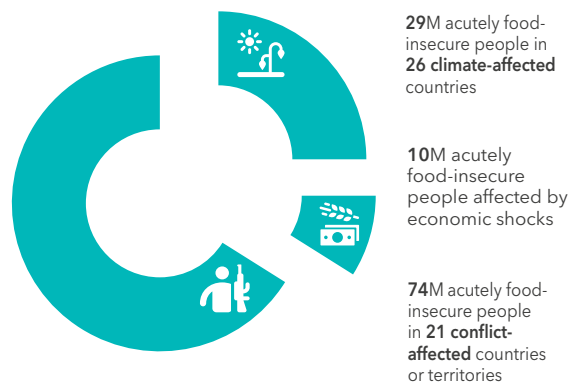 29M acutely food-
insecure people in
26 climate-affected
countries
10M acutely
food-insecure
people affected by
economic shocks
74M acutely food-
insecure people
in 21 conflict-
affected countries
or territories